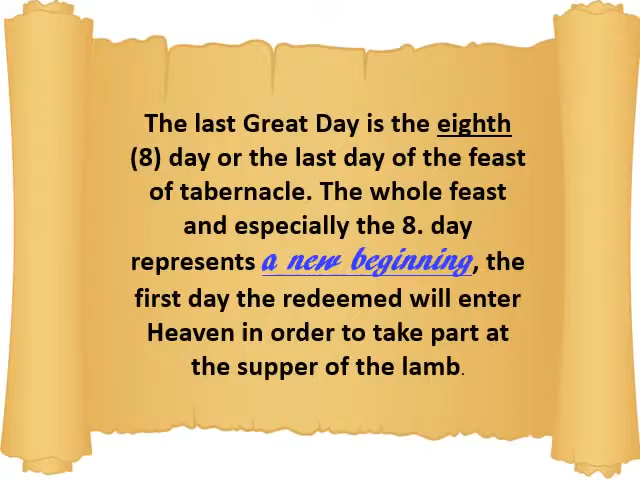 The last Great Day is the eighth
(8) day or the last day of the feast
of tabernacle. The whole feast
and especially the 8. day
represents a new beginning, the
first day the redeemed will enter
Heaven in order to take part at
the supper of the lamb.